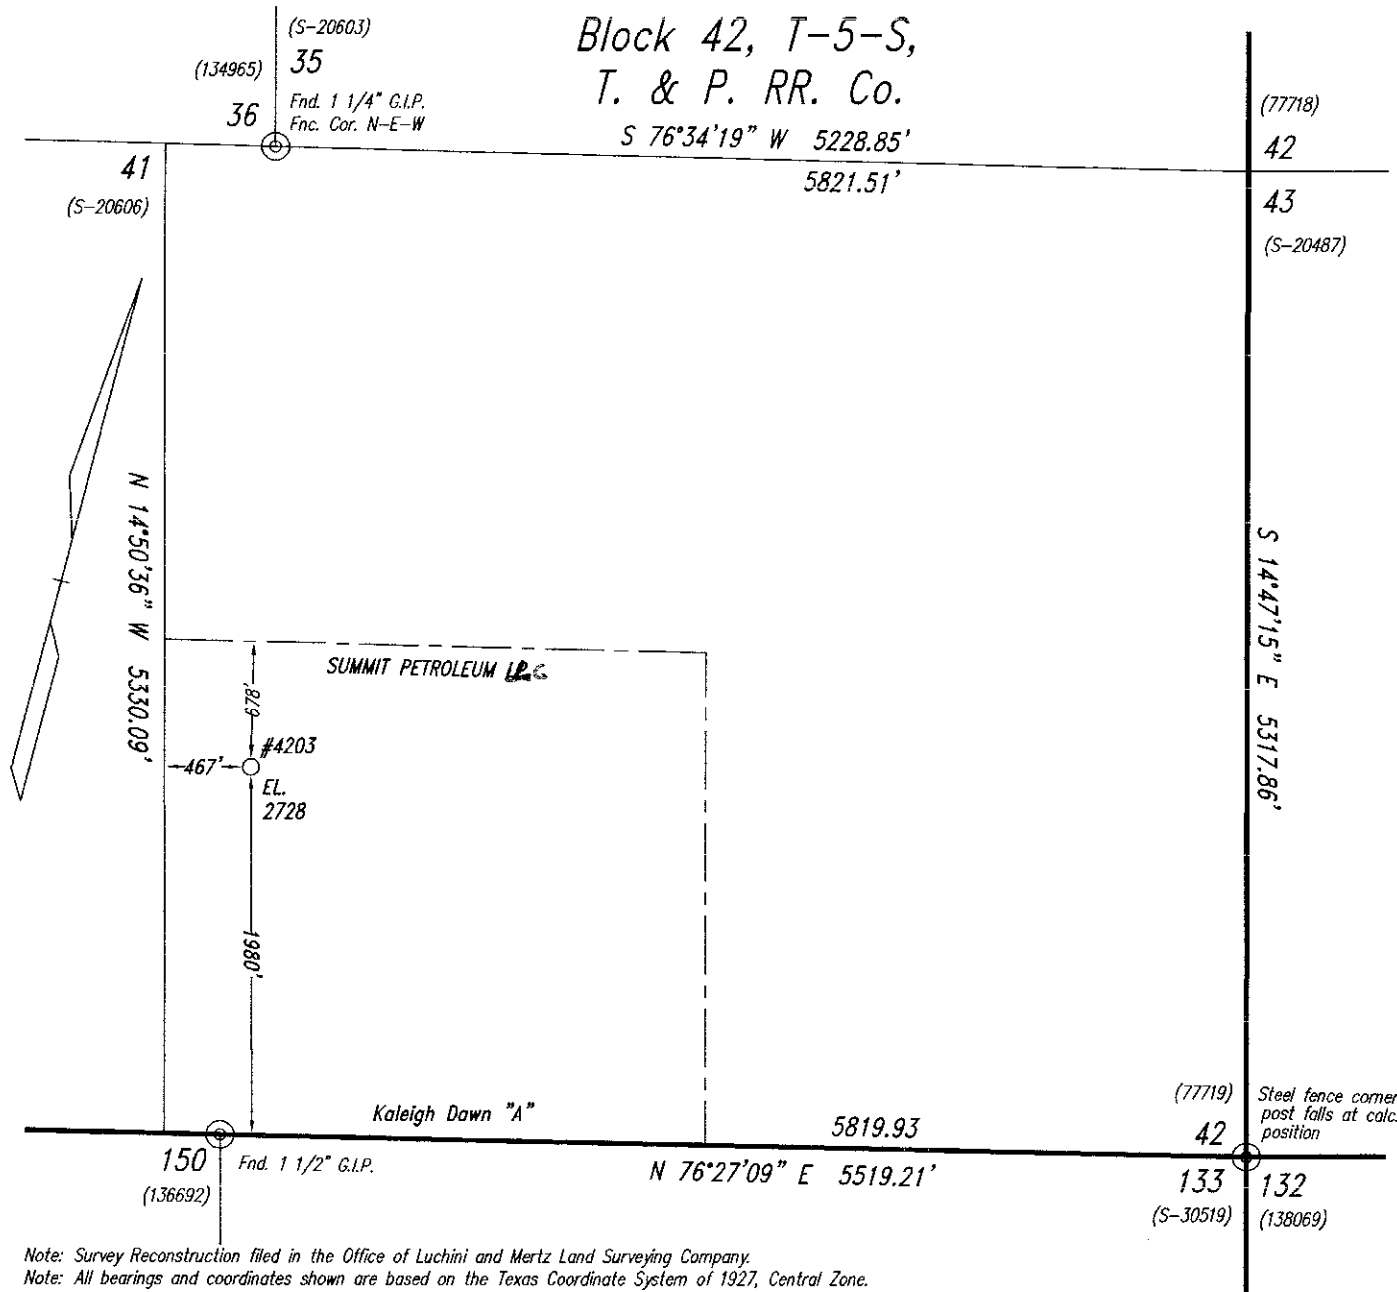 Block 42, T-5-S,
T. & P. RR. Co.
(S-20603)
(134965)
35
36
Fnd. 1 1/4" G.I.P.
Fnc. Cor. N-E-W
S 76°34'19" W 5228.85'
5821.51'
(77718)
42
43
(S-20487)
41
(S-20606)
N 14°50'36" W 5330.09'
S 14°47'15" E 5317.86'
SUMMIT PETROLEUM
678'
#4203
467'
EL.
2728
1980'
Kaleigh Dawn "A"
5819.93
(77719)
42
Steel fence corner
post falls at calc.
position
150
Fnd. 1 1/2" G.I.P.
(136692)
N 76°27'09" E 5519.21'
133
132
(S-30519)
(138069)
Note: Survey Reconstruction filed in the Office of Luchini and Mertz Land Surveying Company.
Note: All bearings and coordinates shown are based on the Texas Coordinate System of 1927, Central Zone.